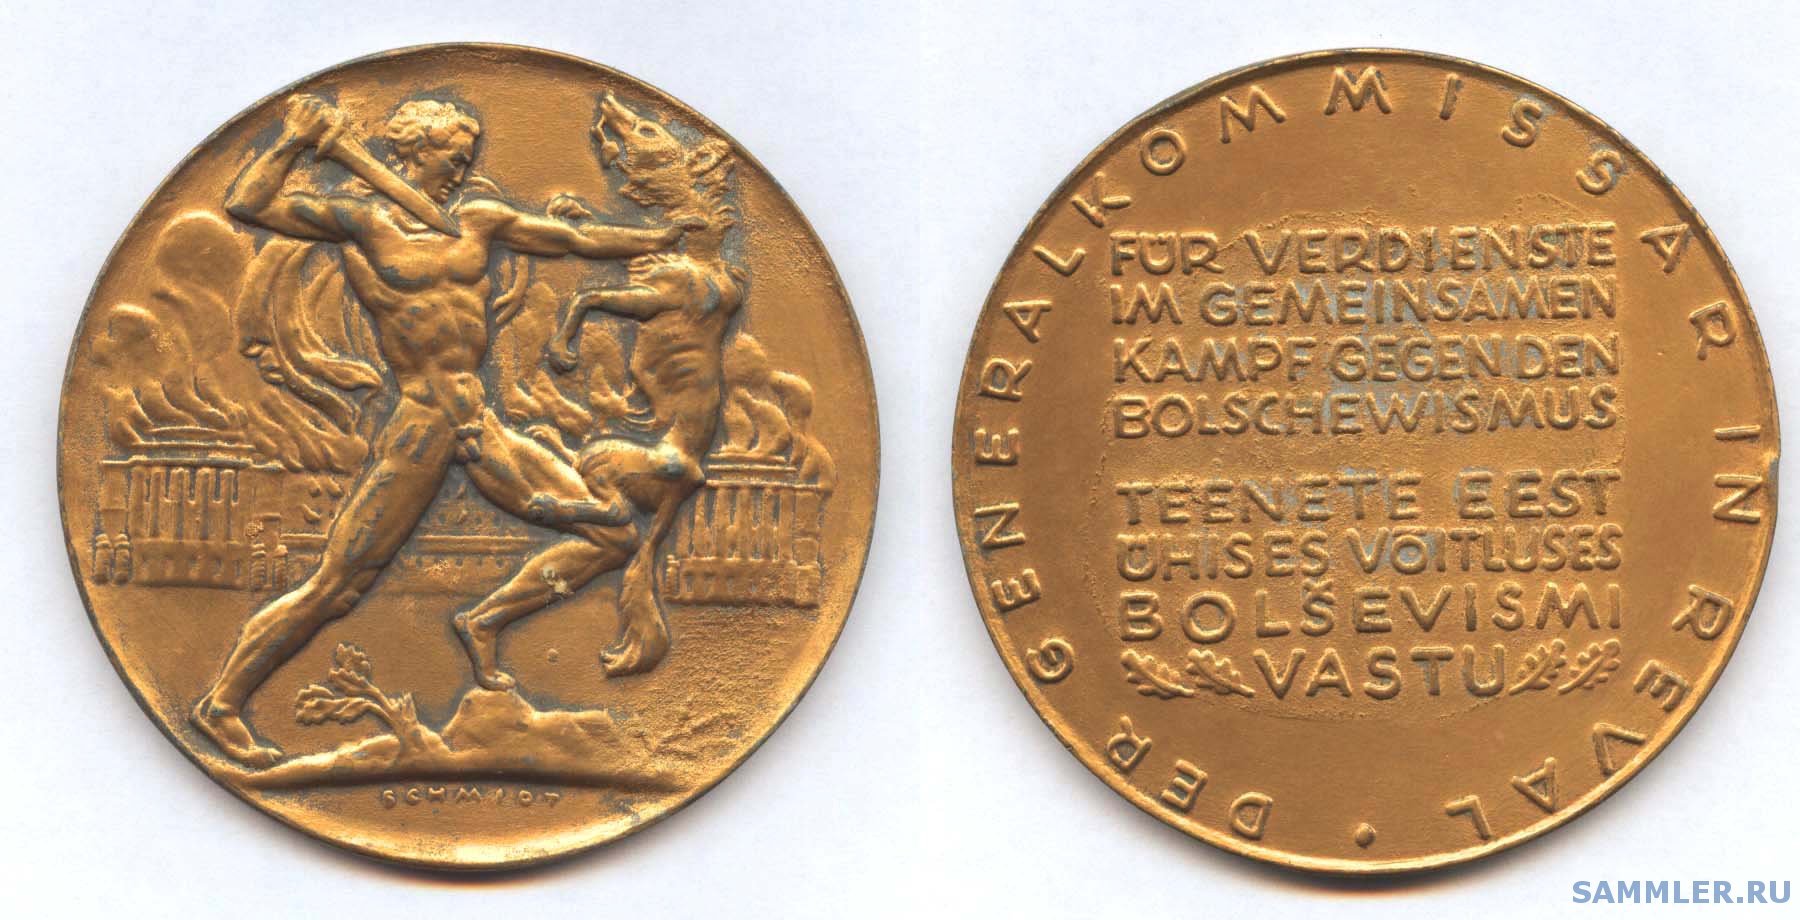 SCHMIDT
DER GENERALKOMMISSAR IN REVAL •
FÜR VERDIENSTE
IM GEMEINSAMEN
KAMPF GEGEN DEN
BOLSCHEWISMUS
TEENETE EEST
ÜHISES VÕITLUSES
BOLŠEVISMI
VASTU
SAMMLER.RU